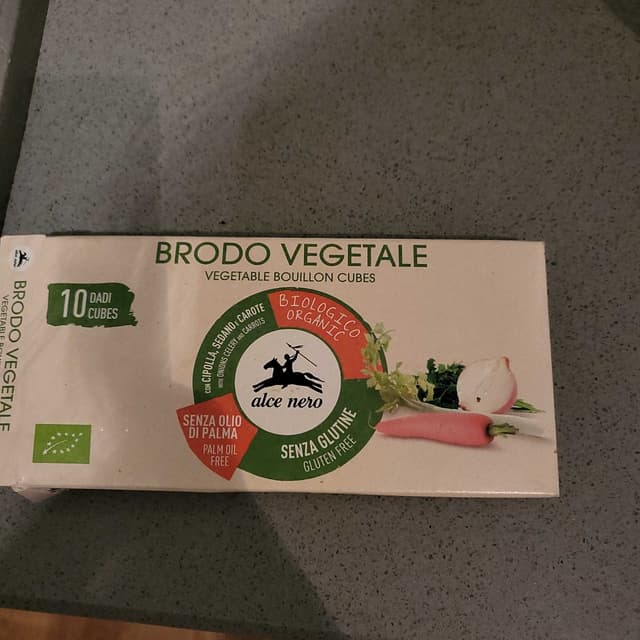 BRODO VEGETALE
VEGETABLE BOUILLON CUBES
10 DADI
CUBES
CON CIPOLLA, SEDANO E CAROTE
WITH ONIONS CELERY AND CARROTS
BIOLOGICO
ORGANIC
alce nero
SENZA OLIO
DI PALMA
PALM OIL
FREE
SENZA GLUTINE
GLUTEN FREE
BRODO VEGETALE